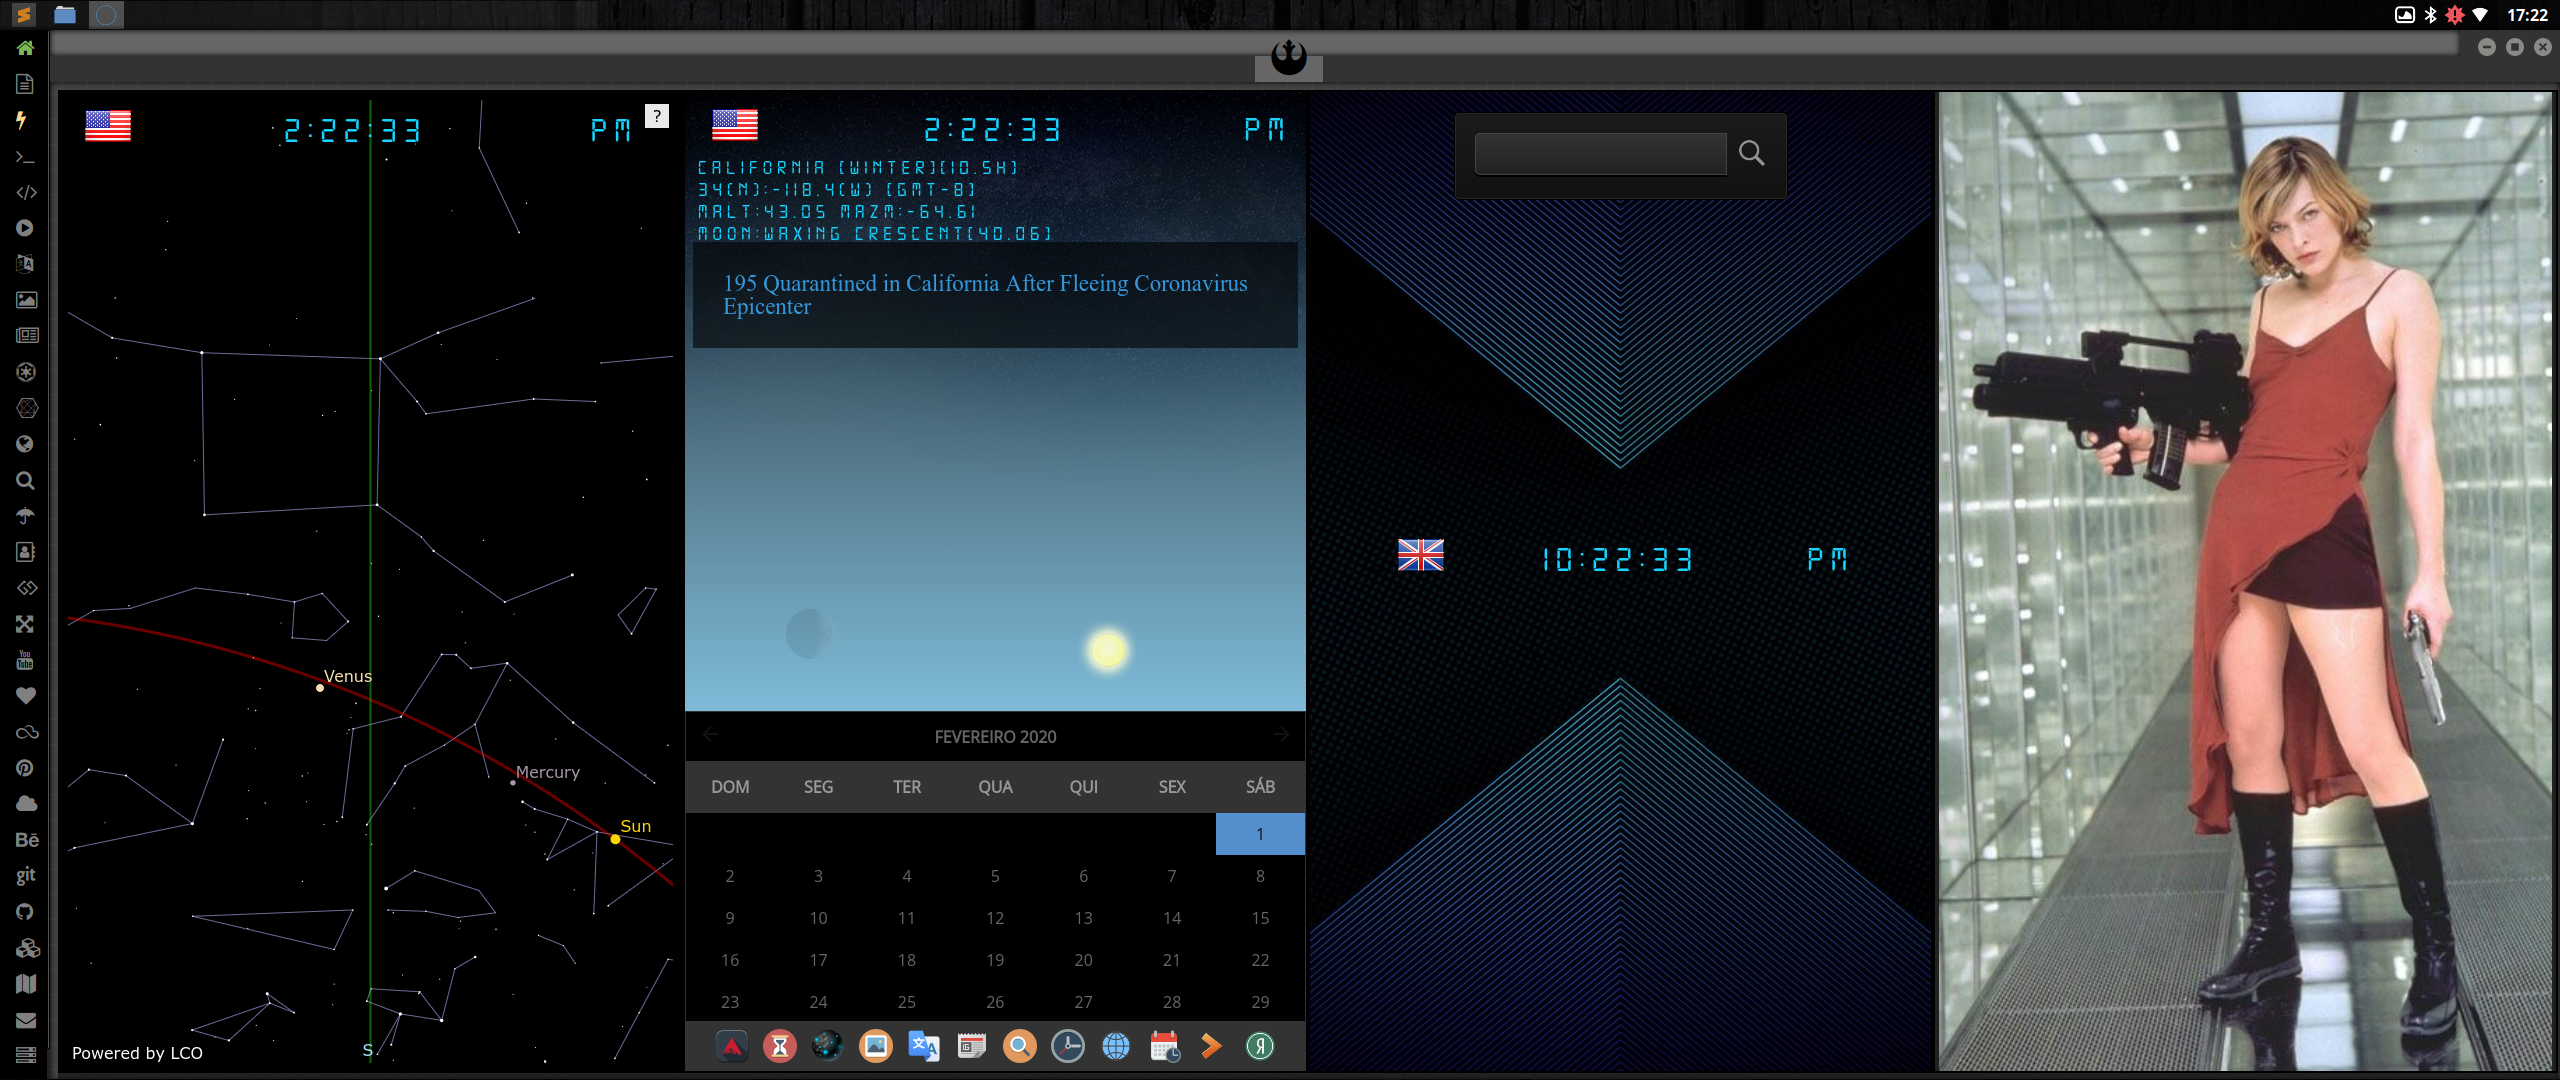 17:22
2:22:33 PM ?
Venus
Mercury
Sun
S
Powered by LCO
2:22:33 PM
CALIFORNIA [WINTER][10.5H]
34[N]:-118.4[W] [GMT-8]
MALT:43.05 MAZM:-64.61
MOON:WAXING CRESCENT[40.06]
195 Quarantined in California After Fleeing Coronavirus
Epicenter
FEVEREIRO 2020
DOM SEG TER QUA QUI SEX SÁB
1
2 3 4 5 6 7 8
9 10 11 12 13 14 15
16 17 18 19 20 21 22
23 24 25 26 27 28 29
10:22:33 PM
You
Tube
Bē
git